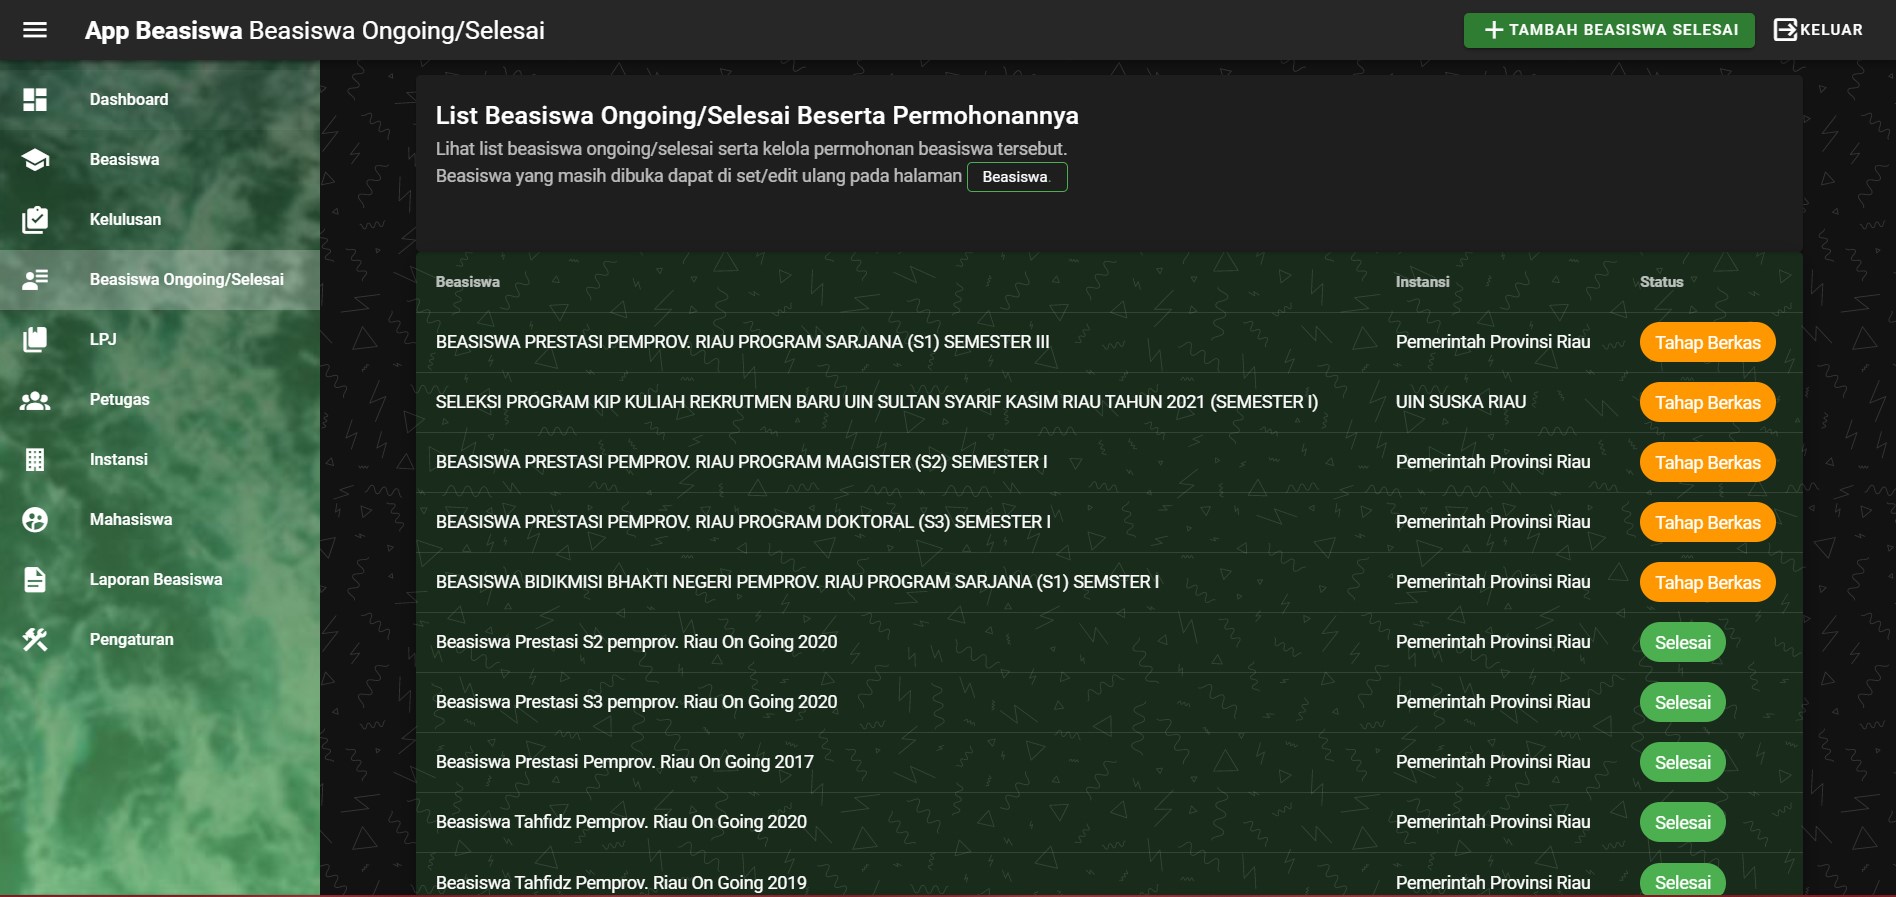 App Beasiswa Beasiswa Ongoing/Selesai
TAMBAH BEASISWA SELESAI
KELUAR
Dashboard
Beasiswa
Kelulusan
Beasiswa Ongoing/Selesai
LPJ
Petugas
Instansi
Mahasiswa
Laporan Beasiswa
Pengaturan
List Beasiswa Ongoing/Selesai Beserta Permohonannya
Lihat list beasiswa ongoing/selesai serta kelola permohonan beasiswa tersebut.
Beasiswa yang masih dibuka dapat di set/edit ulang pada halaman Beasiswa.
Beasiswa Instansi Status
BEASISWA PRESTASI PEMPROV. RIAU PROGRAM SARJANA (S1) SEMESTER III Pemerintah Provinsi Riau Tahap Berkas
SELEKSI PROGRAM KIP KULIAH REKRUTMEN BARU UIN SULTAN SYARIF KASIM RIAU TAHUN 2021 (SEMESTER I) UIN SUSKA RIAU Tahap Berkas
BEASISWA PRESTASI PEMPROV. RIAU PROGRAM MAGISTER (S2) SEMESTER I Pemerintah Provinsi Riau Tahap Berkas
BEASISWA PRESTASI PEMPROV. RIAU PROGRAM DOKTORAL (S3) SEMESTER I Pemerintah Provinsi Riau Tahap Berkas
BEASISWA BIDIKMISI BHAKTI NEGERI PEMPROV. RIAU PROGRAM SARJANA (S1) SEMSTER I Pemerintah Provinsi Riau Tahap Berkas
Beasiswa Prestasi S2 pemprov. Riau On Going 2020 Pemerintah Provinsi Riau Selesai
Beasiswa Prestasi S3 pemprov. Riau On Going 2020 Pemerintah Provinsi Riau Selesai
Beasiswa Prestasi Pemprov. Riau On Going 2017 Pemerintah Provinsi Riau Selesai
Beasiswa Tahfidz Pemprov. Riau On Going 2020 Pemerintah Provinsi Riau Selesai
Beasiswa Tahfidz Pemprov. Riau On Going 2019 Pemerintah Provinsi Riau Selesai